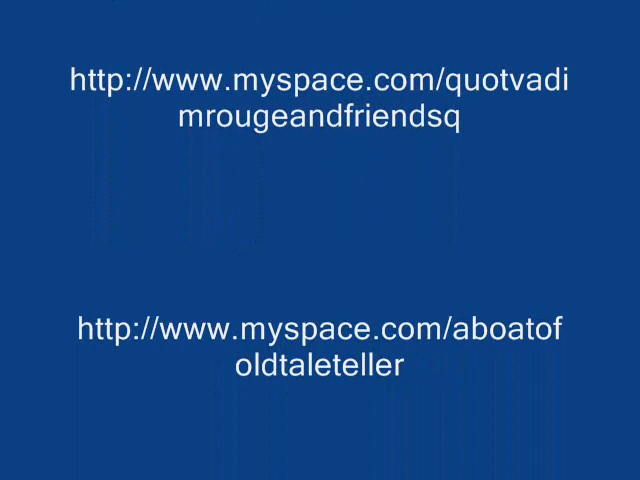 http://www.myspace.com/quotvadi
mrougeandfriendsq
http://www.myspace.com/aboatof
oldtaleteller